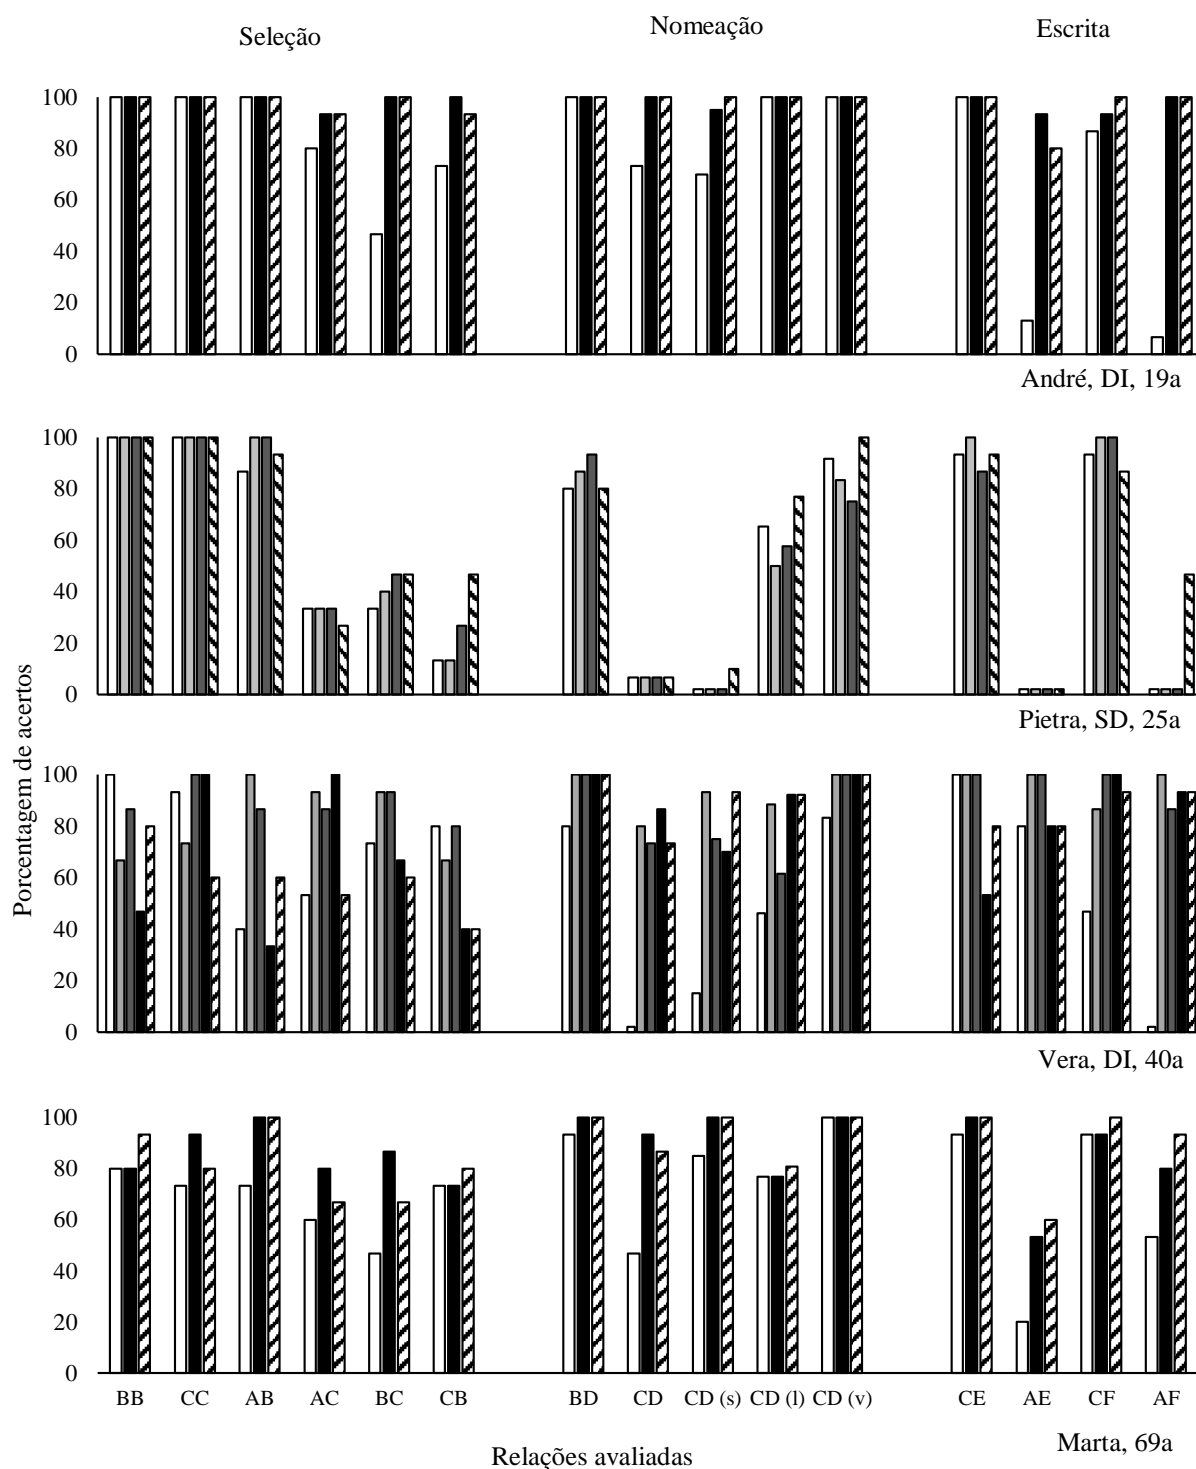 Seleção
Nomeação
Escrita
100
80
60
40
20
0
André, DI, 19a
100
80
60
40
20
0
Pietra, SD, 25a
Porcentagem de acertos
100
80
60
40
20
0
Vera, DI, 40a
100
80
60
40
20
0
BB CC AB AC BC CB BD CD CD (s) CD (l) CD (v) CE AE CF AF
Marta, 69a
Relações avaliadas